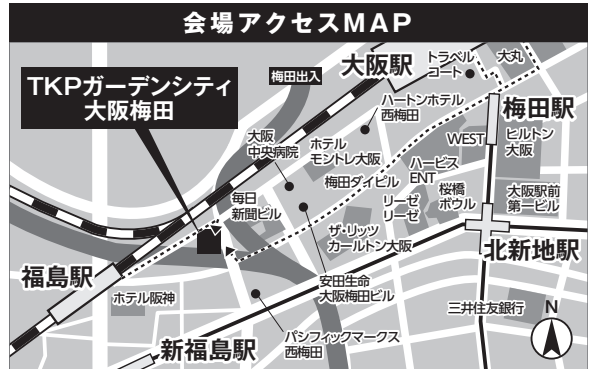 会場アクセスMAP
TKPガーデンシティ
大阪梅田
梅田出入
大阪駅
トラベル
コート
大丸
ハートンホテル
西梅田
梅田駅
大阪
中央病院
ホテル
モントレ大阪
WEST
ヒルトン
大阪
梅田ダイビル
ハービス
ENT
毎日
新聞ビル
リーゼ
リーゼ
桜橋
ボウル
大阪駅前
第一ビル
ザ・リッツ
カールトン大阪
北新地駅
福島駅
ホテル阪神
安田生命
大阪梅田ビル
三井住友銀行
N
新福島駅
パシフィックマークス
西梅田